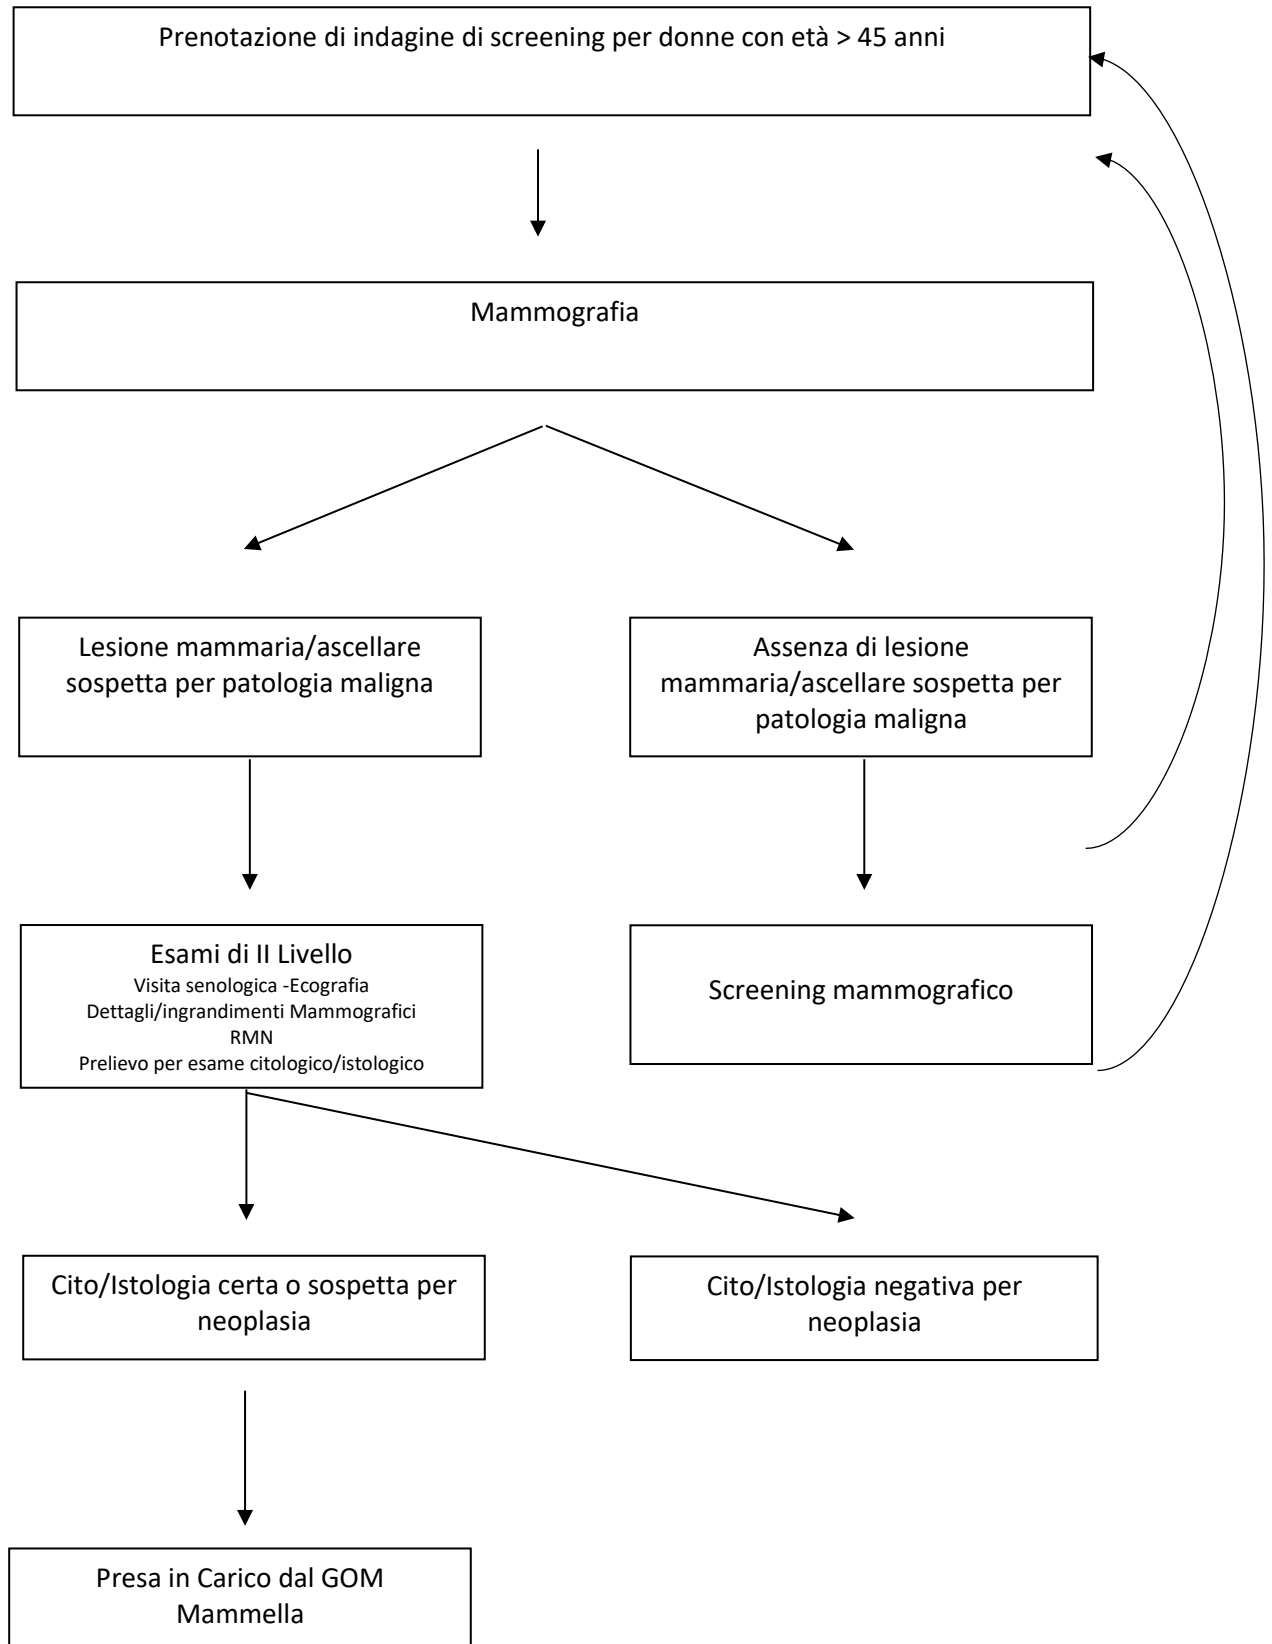 Prenotazione di indagine di screening per donne con età > 45 anni
Mammografia
Lesione mammaria/ascellare
sospetta per patologia maligna
Assenza di lesione
mammaria/ascellare sospetta per
patologia maligna
Esami di II Livello
Visita senologica -Ecografia
Dettagli/ingrandimenti Mammografici
RMN
Prelievo per esame citologico/istologico
Screening mammografico
Cito/Istologia certa o sospetta per
neoplasia
Cito/Istologia negativa per
neoplasia
Presa in Carico dal GOM
Mammella